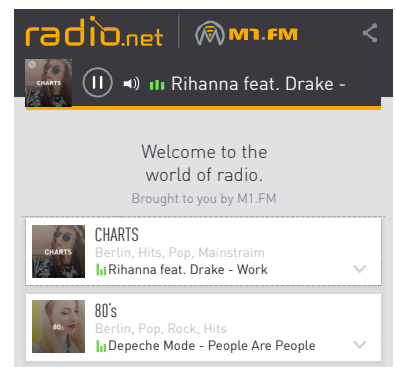 radio.net M1.FM
CHARTS
Rihanna feat. Drake -
Welcome to the
world of radio.
Brought to you by M1.FM
CHARTS
CHARTS
Berlin, Hits, Pop, Mainstraim
Rihanna feat. Drake - Work
80s
80's
Berlin, Pop, Rock, Hits
Depeche Mode - People Are People